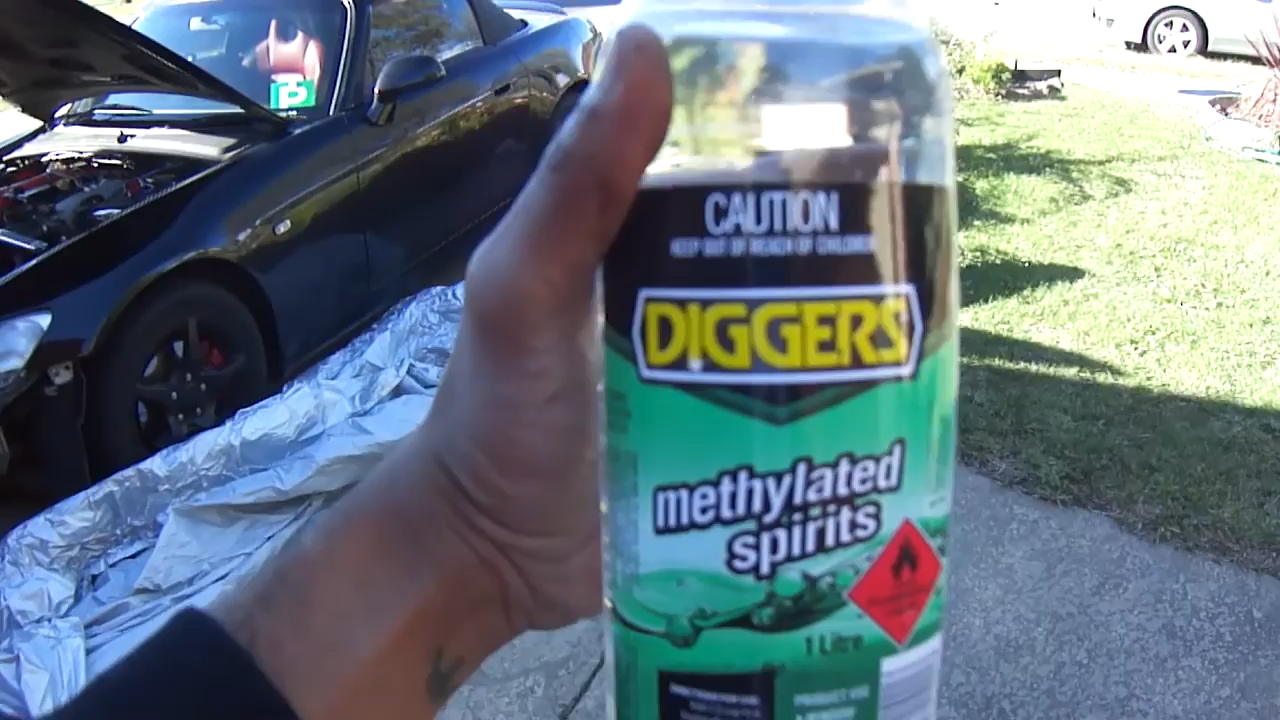 P
CAUTION
KEEP OUT OF REACH OF CHILDREN
DIGGERS
methylated
spirits
1 Litre